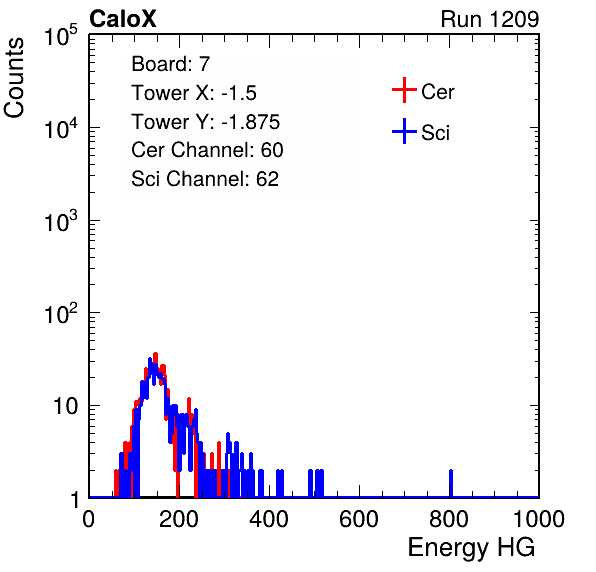 CaloX Run 1209
Counts
10^5
10^4
10^3
10^2
10
1
Board: 7
Tower X: -1.5
Tower Y: -1.875
Cer Channel: 60
Sci Channel: 62
Cer
Sci
0 200 400 600 800 1000
Energy HG